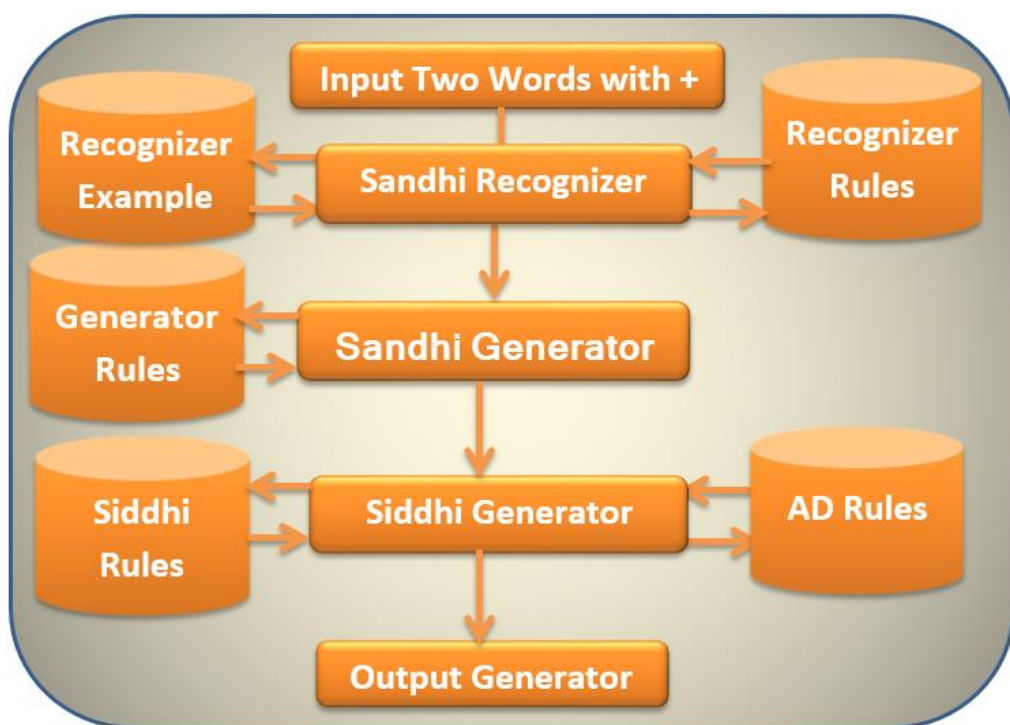 Input Two Words with +
Recognizer
Example
Sandhi Recognizer
Recognizer
Rules
Generator
Rules
Sandhi Generator
Siddhi
Rules
Siddhi Generator
AD Rules
Output Generator